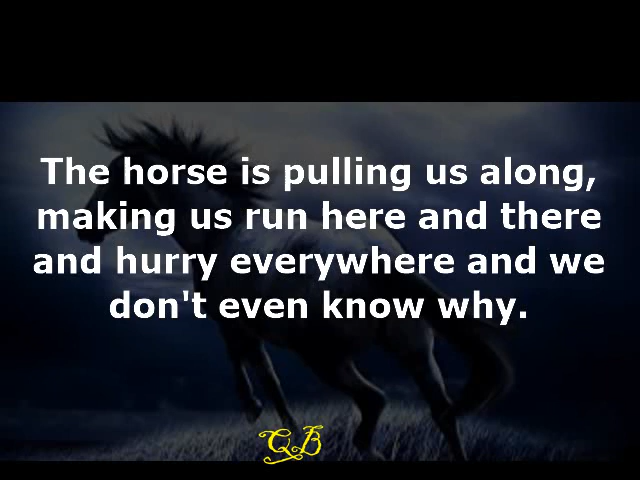 The horse is pulling us along,
making us run here and there
and hurry everywhere and we
don't even know why.
QB